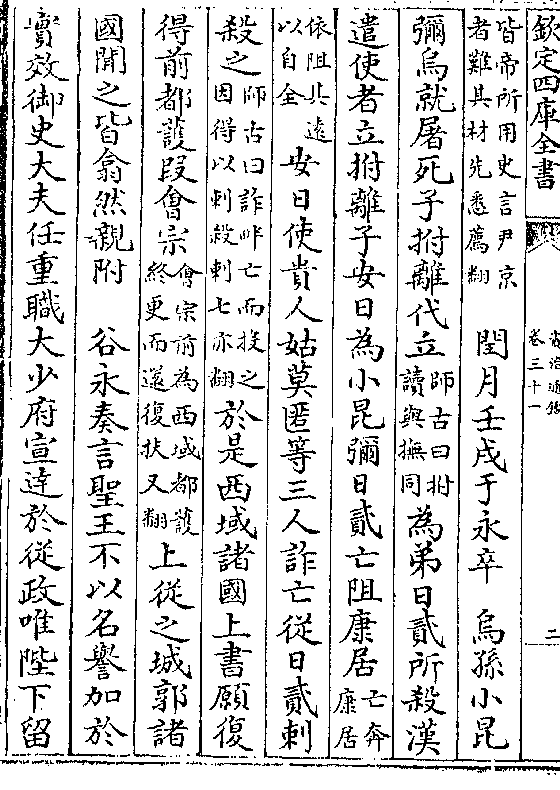 欽定四庫全書
資治通鑑
卷三十一
二
皆帝所用史言尹京
者難其材先悉薦翻
閏月壬戌于永卒 烏孫小昆
彌烏就屠死子拊離代立
師古曰拊
讀與撫同
為弟日貳所殺漢
遣使者立拊離子安日為小昆彌日貳亡阻康居
亡奔
康居
依阻其遠
以自全
安日使貴人姑莫匿等三人詐亡從日貳刺
殺之
師古曰詐畔亡而投之
因得以刺殺刺七亦翻
於是西域諸國上書願復
得前都護段會宗
會宗前為西域都護
終更而還復扶又翻
上從之城郭諸
國聞之皆翕然親附 谷永奏言聖王不以名譽加於
實效御史大夫任重職大少府宣達於從政唯陛下留